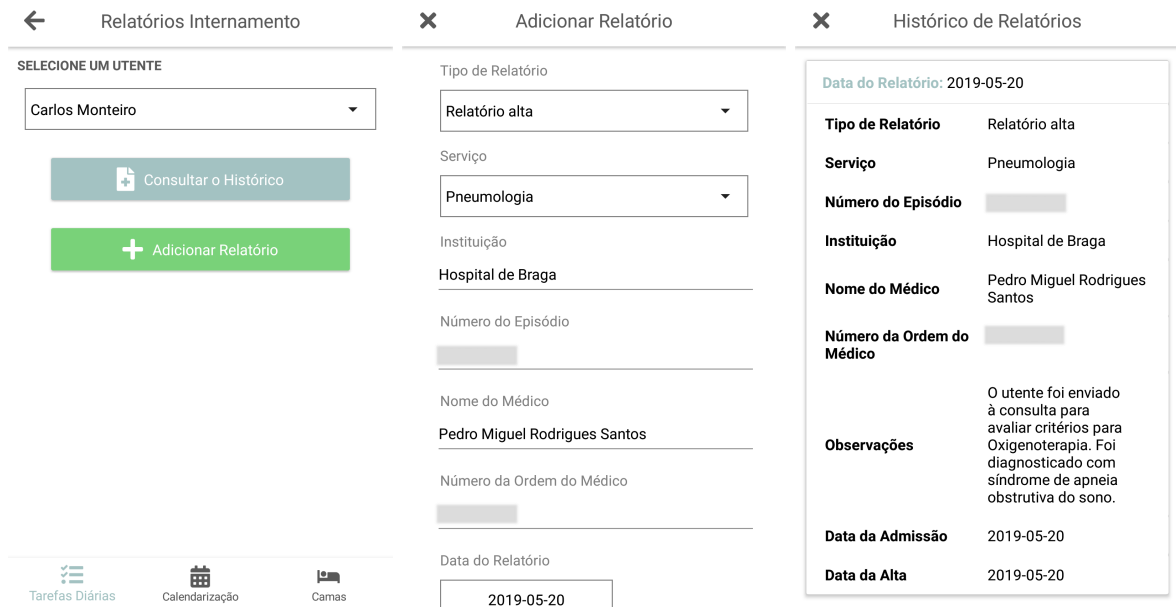 Relatórios Internamento
SELECIONE UM UTENTE
Carlos Monteiro
Consultar o Histórico
Adicionar Relatório
Tarefas Diárias
Calendarização
Camas
Adicionar Relatório
Tipo de Relatório
Relatório alta
Serviço
Pneumologia
Instituição
Hospital de Braga
Número do Episódio
Nome do Médico
Pedro Miguel Rodrigues Santos
Número da Ordem do Médico
Data do Relatório
2019-05-20
Histórico de Relatórios
Data do Relatório: 2019-05-20
Tipo de Relatório Relatório alta
Serviço Pneumologia
Número do Episódio
Instituição Hospital de Braga
Nome do Médico
Pedro Miguel Rodrigues
Santos
Número da Ordem do
Médico
Observações
O utente foi enviado
à consulta para
avaliar critérios para
Oxigenoterapia. Foi
diagnosticado com
síndrome de apneia
obstrutiva do sono.
Data da Admissão 2019-05-20
Data da Alta 2019-05-20